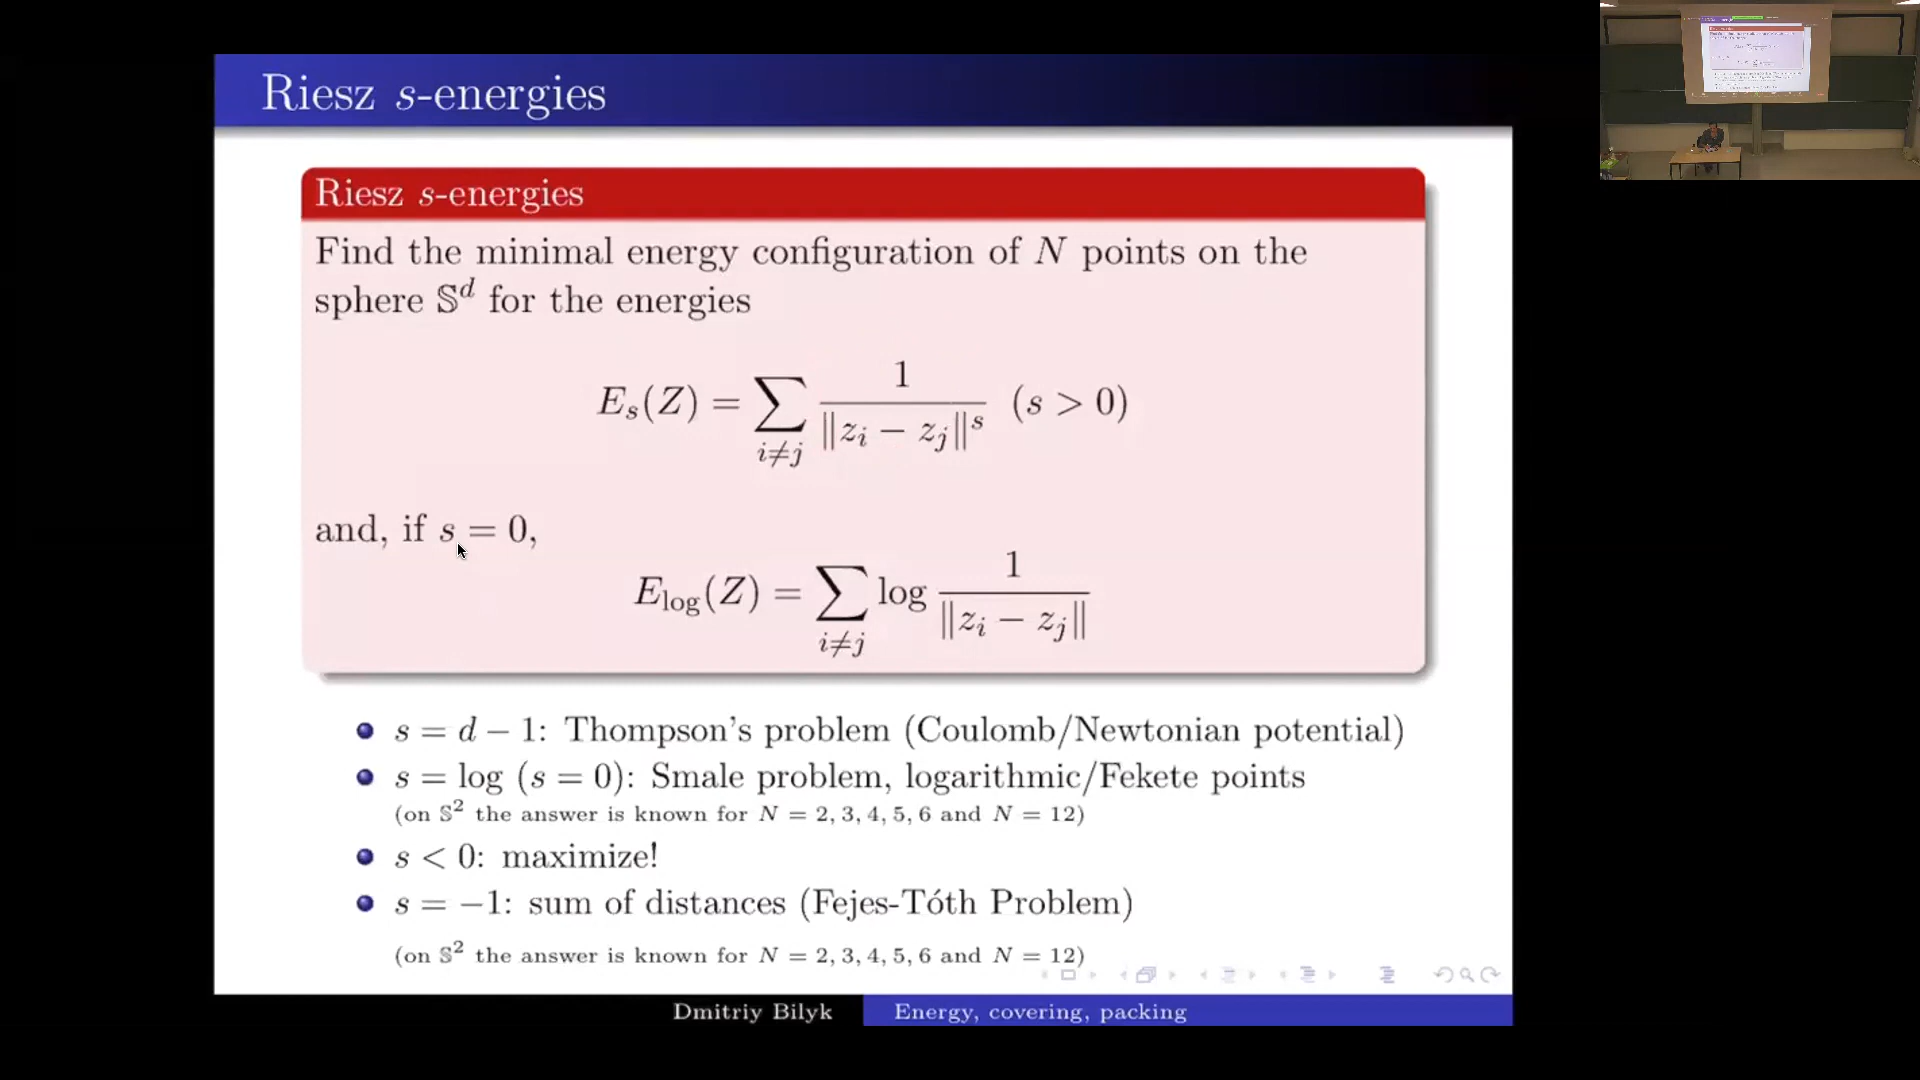 Riesz s-energies
Riesz s-energies
Find the minimal energy configuration of N points on the
sphere 𝕊^d for the energies
E_s(Z) = ∑_{i≠j} 1/‖z_i − z_j‖^s (s > 0)
and, if s = 0,
E_log(Z) = ∑_{i≠j} log 1/‖z_i − z_j‖
s = d − 1: Thompson's problem (Coulomb/Newtonian potential)
s = log (s = 0): Smale problem, logarithmic/Fekete points
(on 𝕊² the answer is known for N = 2, 3, 4, 5, 6 and N = 12)
s < 0: maximize!
s = −1: sum of distances (Fejes-Tóth Problem)
(on 𝕊² the answer is known for N = 2, 3, 4, 5, 6 and N = 12)
Dmitriy Bilyk
Energy, covering, packing